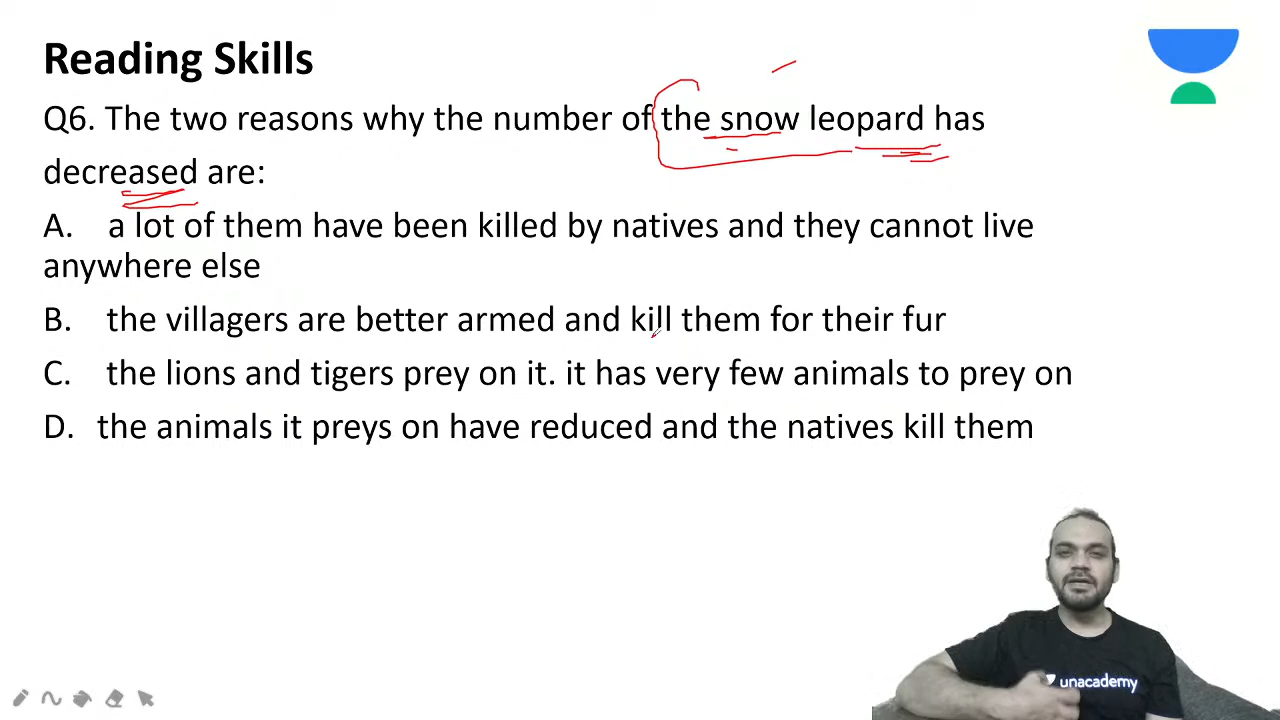 Reading Skills
Q6. The two reasons why the number of the snow leopard has
decreased are:
A. a lot of them have been killed by natives and they cannot live
anywhere else
B. the villagers are better armed and kill them for their fur
C. the lions and tigers prey on it. it has very few animals to prey on
D. the animals it preys on have reduced and the natives kill them
unacademy